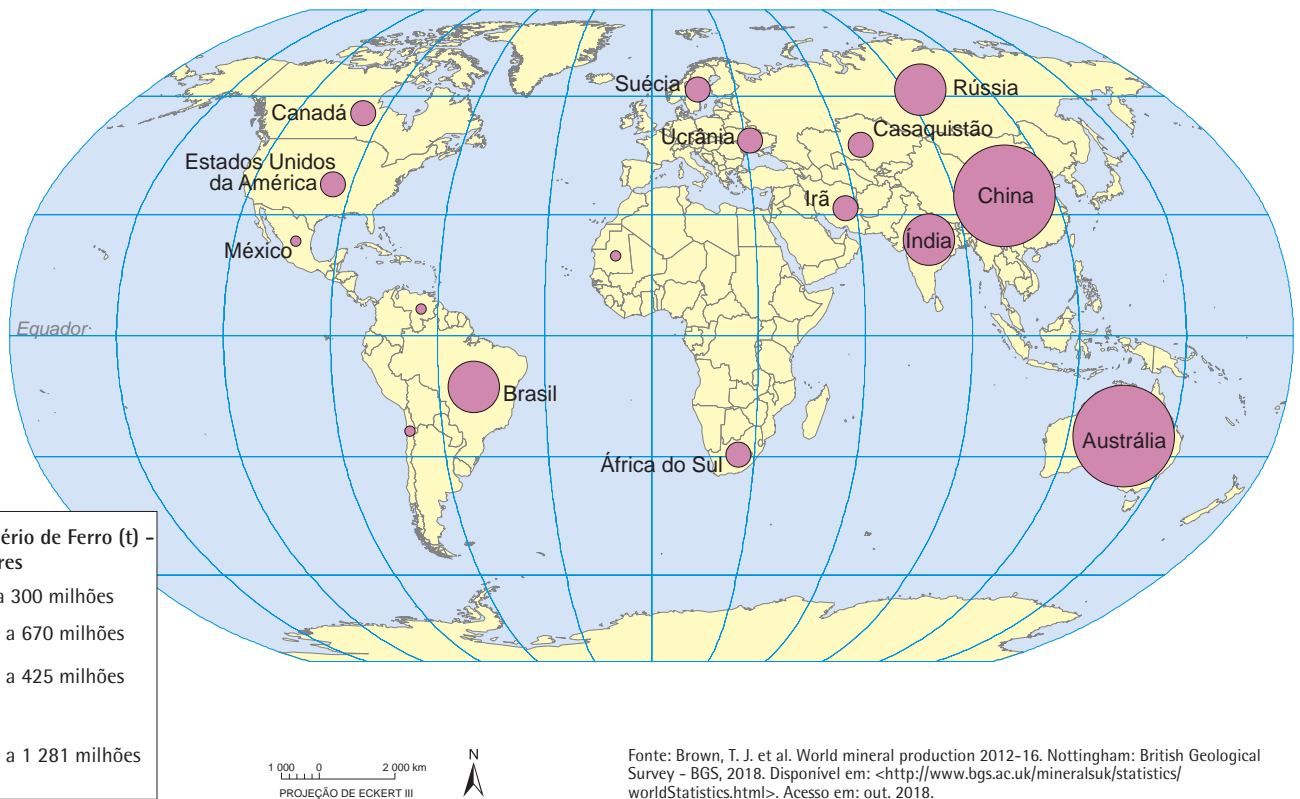 Suécia
Rússia
Canadá
Ucrânia
Casaquistão
Estados Unidos
da América
Irã
China
Índia
México
Equador
Brasil
Austrália
África do Sul
ério de Ferro (t) -
res
a 300 milhões
a 670 milhões
a 425 milhões
a 1 281 milhões
1 000 0 2 000 km
PROJEÇÃO DE ECKERT III
N
Fonte: Brown, T. J. et al. World mineral production 2012-16. Nottingham: British Geological
Survey - BGS, 2018. Disponível em: <http://www.bgs.ac.uk/mineralsuk/statistics/
worldStatistics.html>. Acesso em: out. 2018.